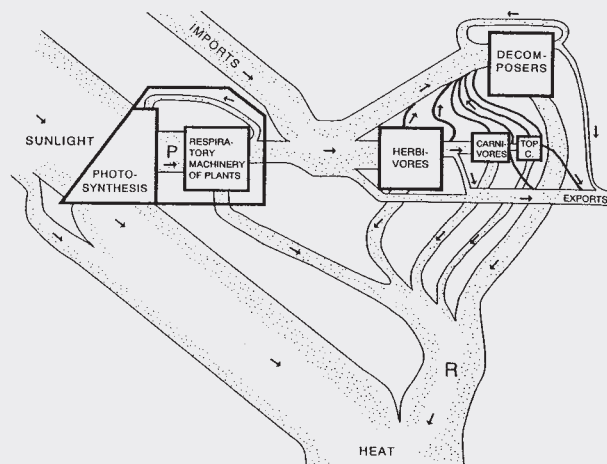 IMPORTS
DECOM-
POSERS
SUNLIGHT
PHOTO-
SYNTHESIS
P
RESPIRA-
TORY
MACHINERY
OF PLANTS
HERBI-
VORES
CARNI-
VORES
TOP
C.
EXPORTS
R
HEAT